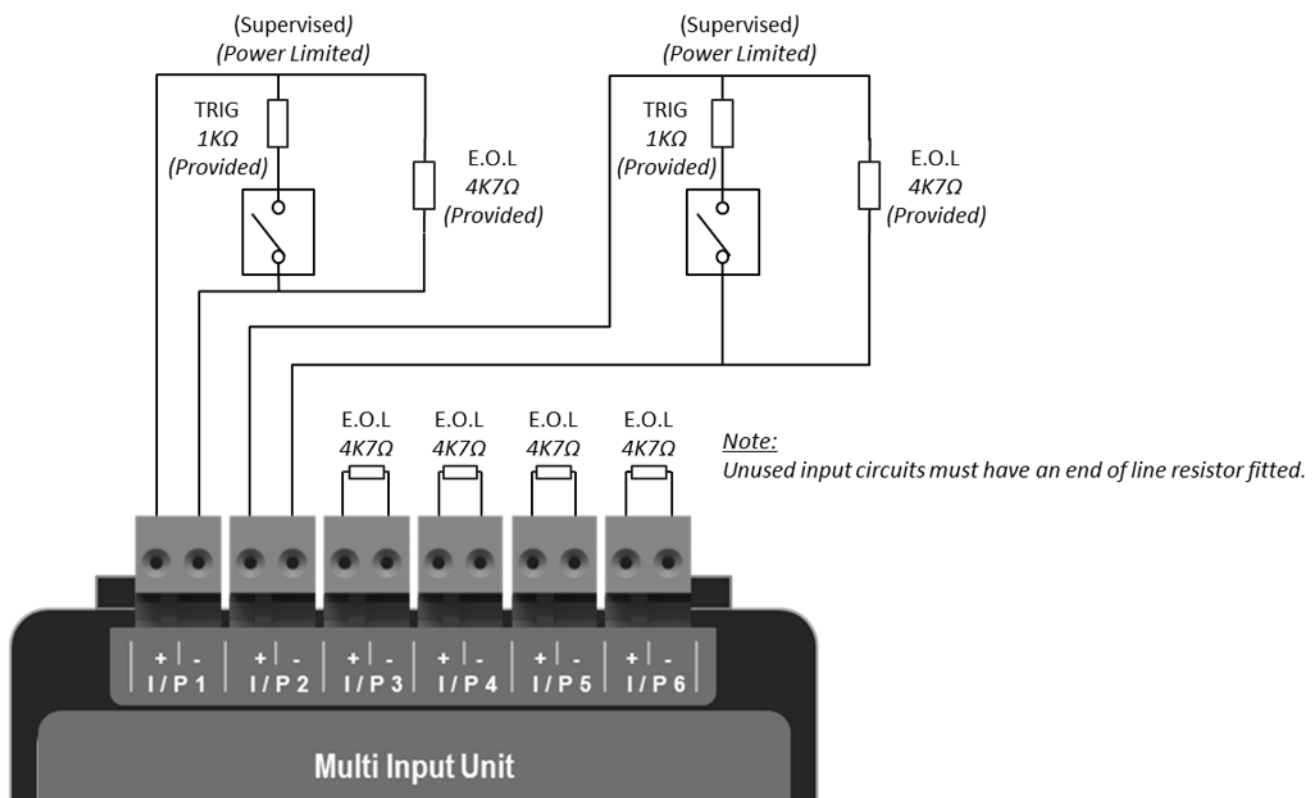 (Supervised)
(Power Limited)
TRIG
1KΩ
(Provided)
E.O.L
4K7Ω
(Provided)
(Supervised)
(Power Limited)
TRIG
1KΩ
(Provided)
E.O.L
4K7Ω
(Provided)
E.O.L
4K7Ω
E.O.L
4K7Ω
E.O.L
4K7Ω
E.O.L
4K7Ω
Note:
Unused input circuits must have an end of line resistor fitted.
+ - + - + - + - + - + -
I/P 1 I/P 2 I/P 3 I/P 4 I/P 5 I/P 6
Multi Input Unit